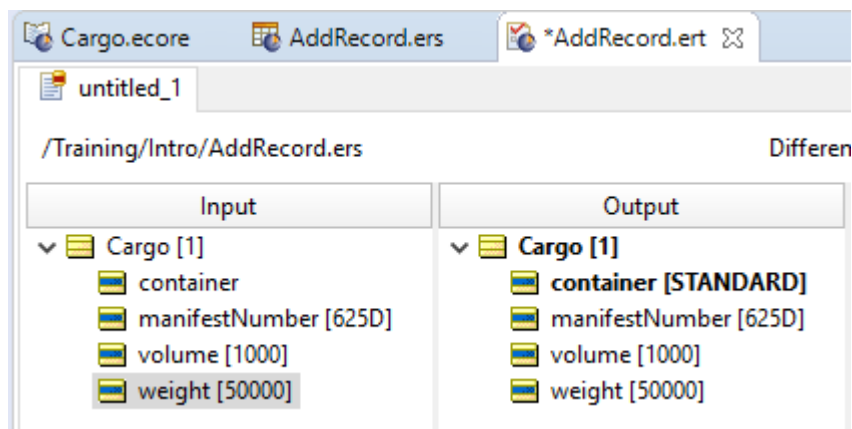 Cargo.ecore AddRecord.ers *AddRecord.ert
untitled_1
/Training/Intro/AddRecord.ers Differen
Input Output
Cargo [1] Cargo [1]
container container [STANDARD]
manifestNumber [625D] manifestNumber [625D]
volume [1000] volume [1000]
weight [50000] weight [50000]